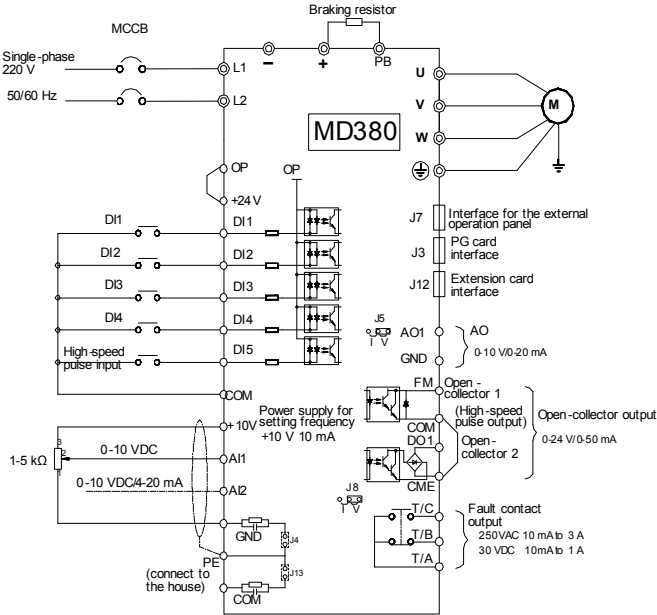 Braking resistor
MCCB
Single-phase
220 V
50/60 Hz
L1
L2
−
+
PB
U
V
W
M
MD380
OP
+24 V
OP
DI1
DI1
DI2
DI2
DI3
DI3
DI4
DI4
High-speed
pulse input
DI5
COM
J7
Interface for the external
operation panel
J3
PG card
interface
J12
Extension card
interface
J5
I V
AO1
GND
AO
0-10 V/0-20 mA
FM
Open-
collector 1
(High-speed
pulse output)
COM
DO1
Open-
collector 2
CME
Open-collector output
0-24 V/0-50 mA
+10V
Power supply for
setting frequency
+10 V 10 mA
1-5 kΩ
3
2
1
0-10 VDC
AI1
0-10 VDC/4-20 mA
AI2
J8
I V
GND
J4
PE
(connect to
the house)
J13
COM
T/C
T/B
T/A
Fault contact
output
250VAC 10 mA to 3 A
30 VDC 10mA to 1 A